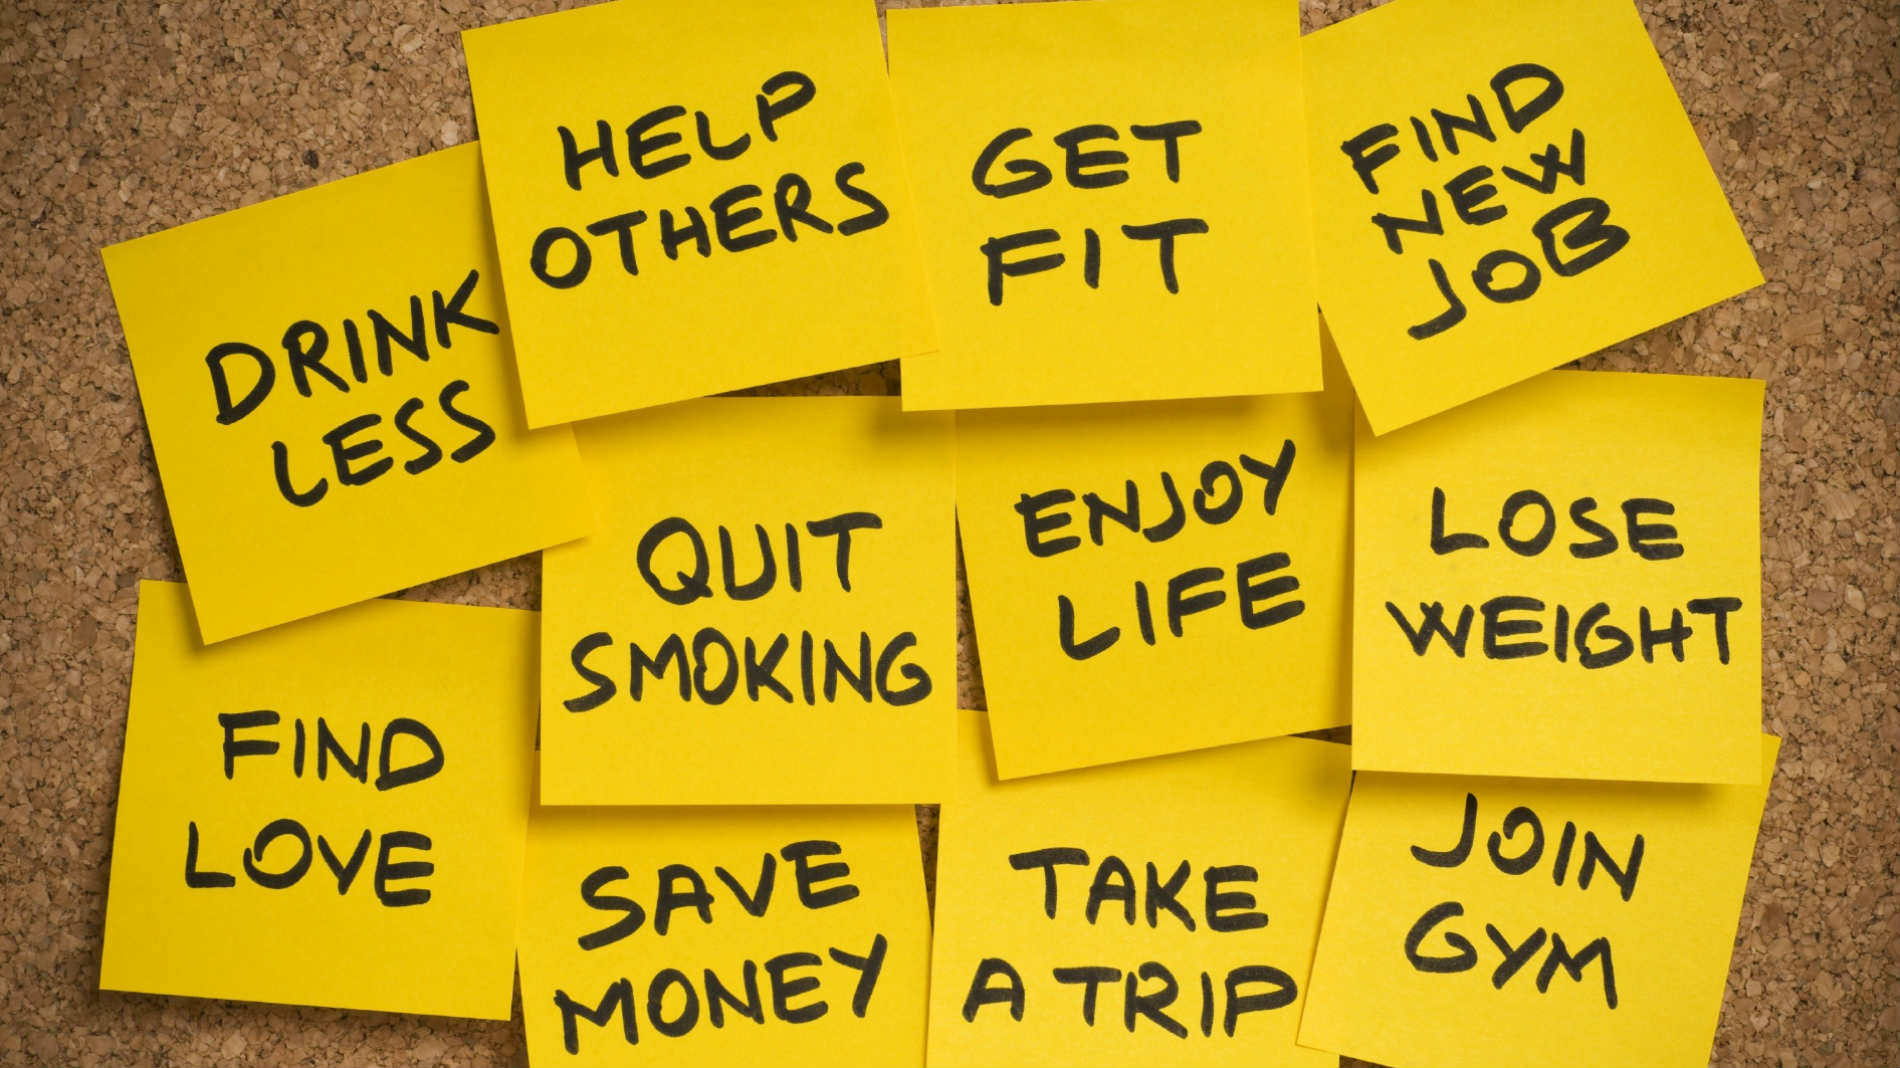 HELP
OTHERS
GET
FIT
FIND
NEW
JOB
DRINK
LESS
QUIT
SMOKING
ENJOY
LIFE
LOSE
WEIGHT
FIND
LOVE
SAVE
MONEY
TAKE
A TRIP
JOIN
GYM